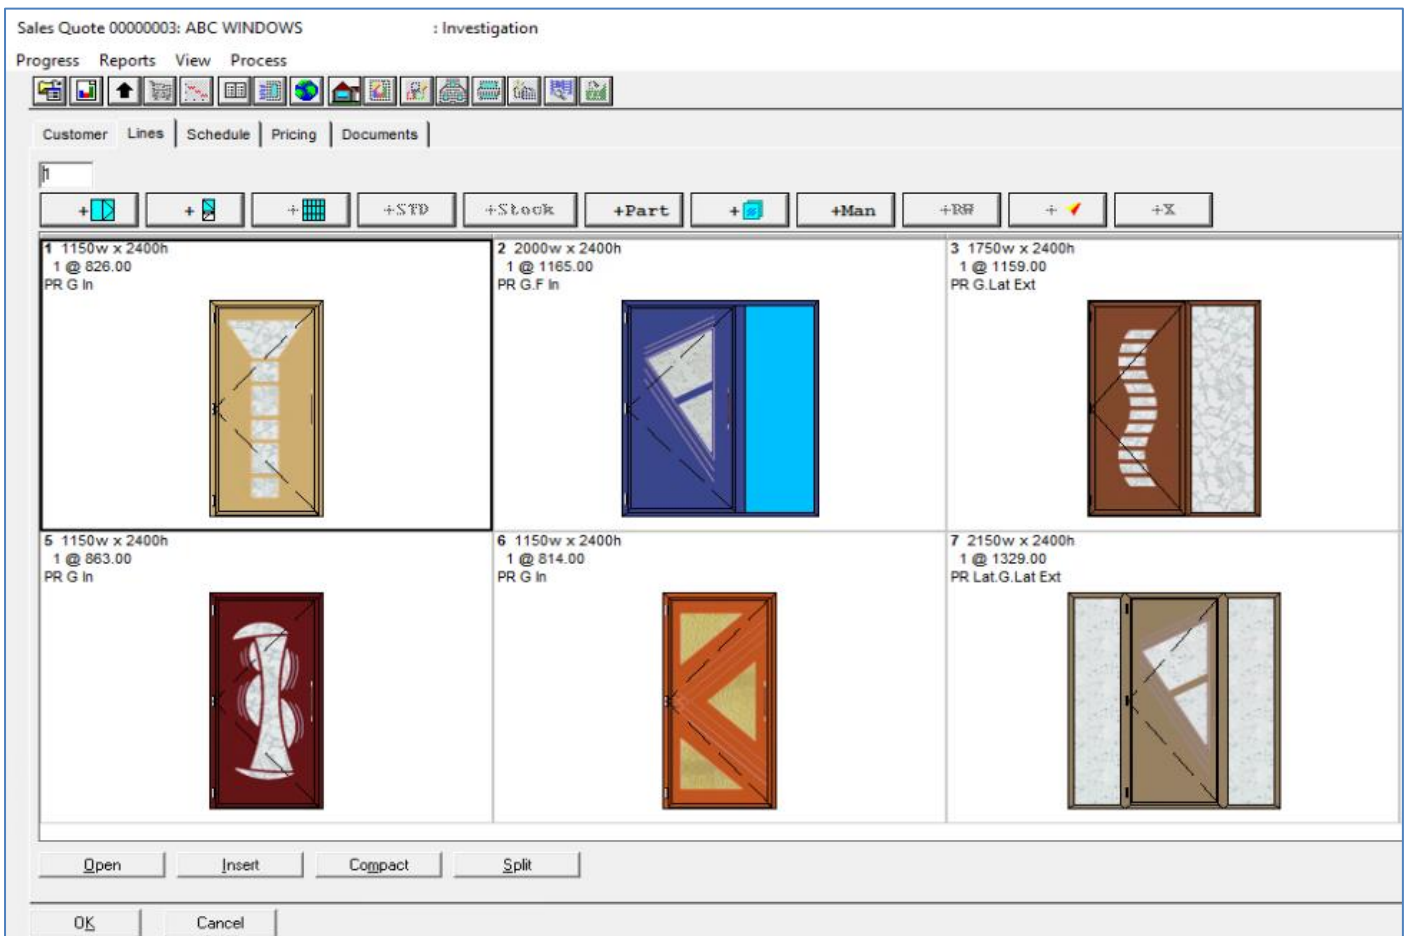 Sales Quote 00000003: ABC WINDOWS : Investigation
Progress Reports View Process
Customer Lines Schedule Pricing Documents
1
+ + + +STD +Stock +Part + +Man +RW + +X
1 1150w x 2400h
1 @ 826.00
PR G In
2 2000w x 2400h
1 @ 1165.00
PR G.F In
3 1750w x 2400h
1 @ 1159.00
PR G.Lat Ext
5 1150w x 2400h
1 @ 863.00
PR G In
6 1150w x 2400h
1 @ 814.00
PR G In
7 2150w x 2400h
1 @ 1329.00
PR Lat.G.Lat Ext
Open Insert Compact Split
OK Cancel